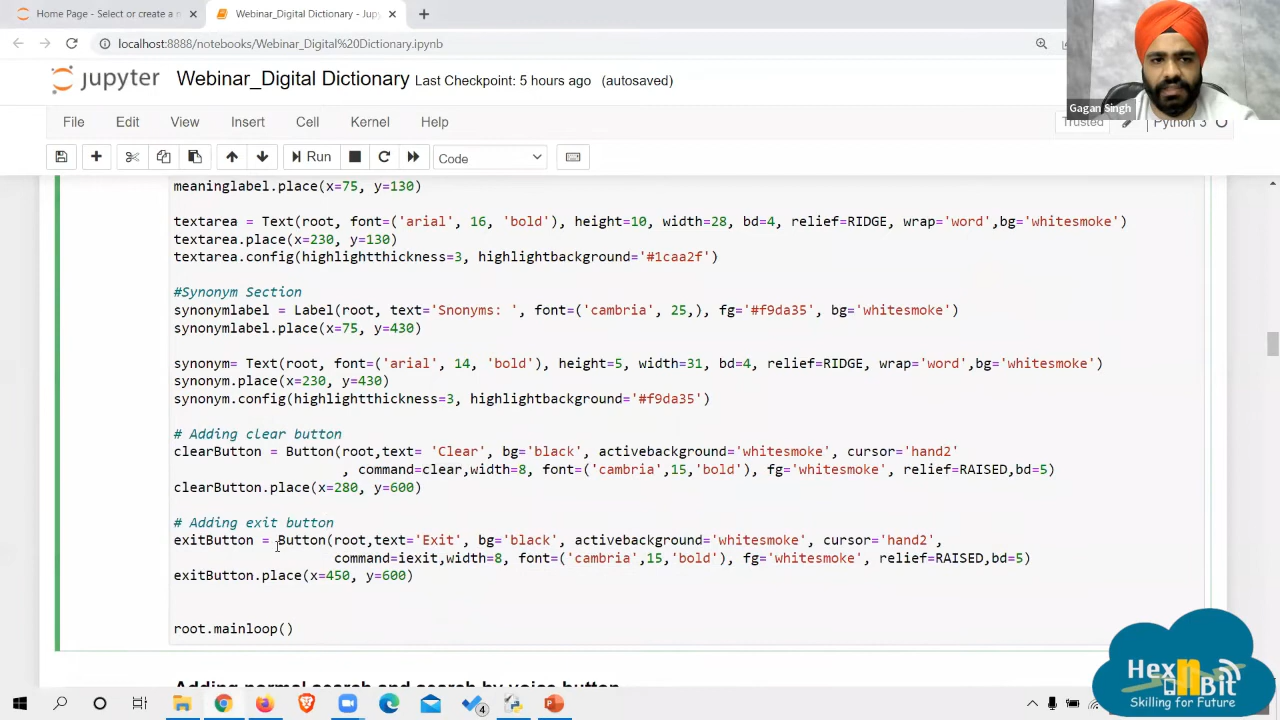 Home Page - Select or create a n
Webinar_Digital Dictionary - Jup
localhost:8888/notebooks/Webinar_Digital%20Dictionary.ipynb
jupyter Webinar_Digital Dictionary Last Checkpoint: 5 hours ago (autosaved)
Gagan Singh
File Edit View Insert Cell Kernel Help
Trusted
Python 3
Run
Code
meaninglabel.place(x=75, y=130)
textarea = Text(root, font=('arial', 16, 'bold'), height=10, width=28, bd=4, relief=RIDGE, wrap='word',bg='whitesmoke')
textarea.place(x=230, y=130)
textarea.config(highlightthickness=3, highlightbackground='#1caa2f')
#Synonym Section
synonymlabel = Label(root, text='Snonyms: ', font=('cambria', 25,), fg='#f9da35', bg='whitesmoke')
synonymlabel.place(x=75, y=430)
synonym= Text(root, font=('arial', 14, 'bold'), height=5, width=31, bd=4, relief=RIDGE, wrap='word',bg='whitesmoke')
synonym.place(x=230, y=430)
synonym.config(highlightthickness=3, highlightbackground='#f9da35')
# Adding clear button
clearButton = Button(root,text= 'Clear', bg='black', activebackground='whitesmoke', cursor='hand2'
, command=clear,width=8, font=('cambria',15,'bold'), fg='whitesmoke', relief=RAISED,bd=5)
clearButton.place(x=280, y=600)
# Adding exit button
exitButton = Button(root,text='Exit', bg='black', activebackground='whitesmoke', cursor='hand2',
command=iexit,width=8, font=('cambria',15,'bold'), fg='whitesmoke', relief=RAISED,bd=5)
exitButton.place(x=450, y=600)
root.mainloop()
Adding normal search and search by voice button
4
Hex n Bit
Skilling for Future